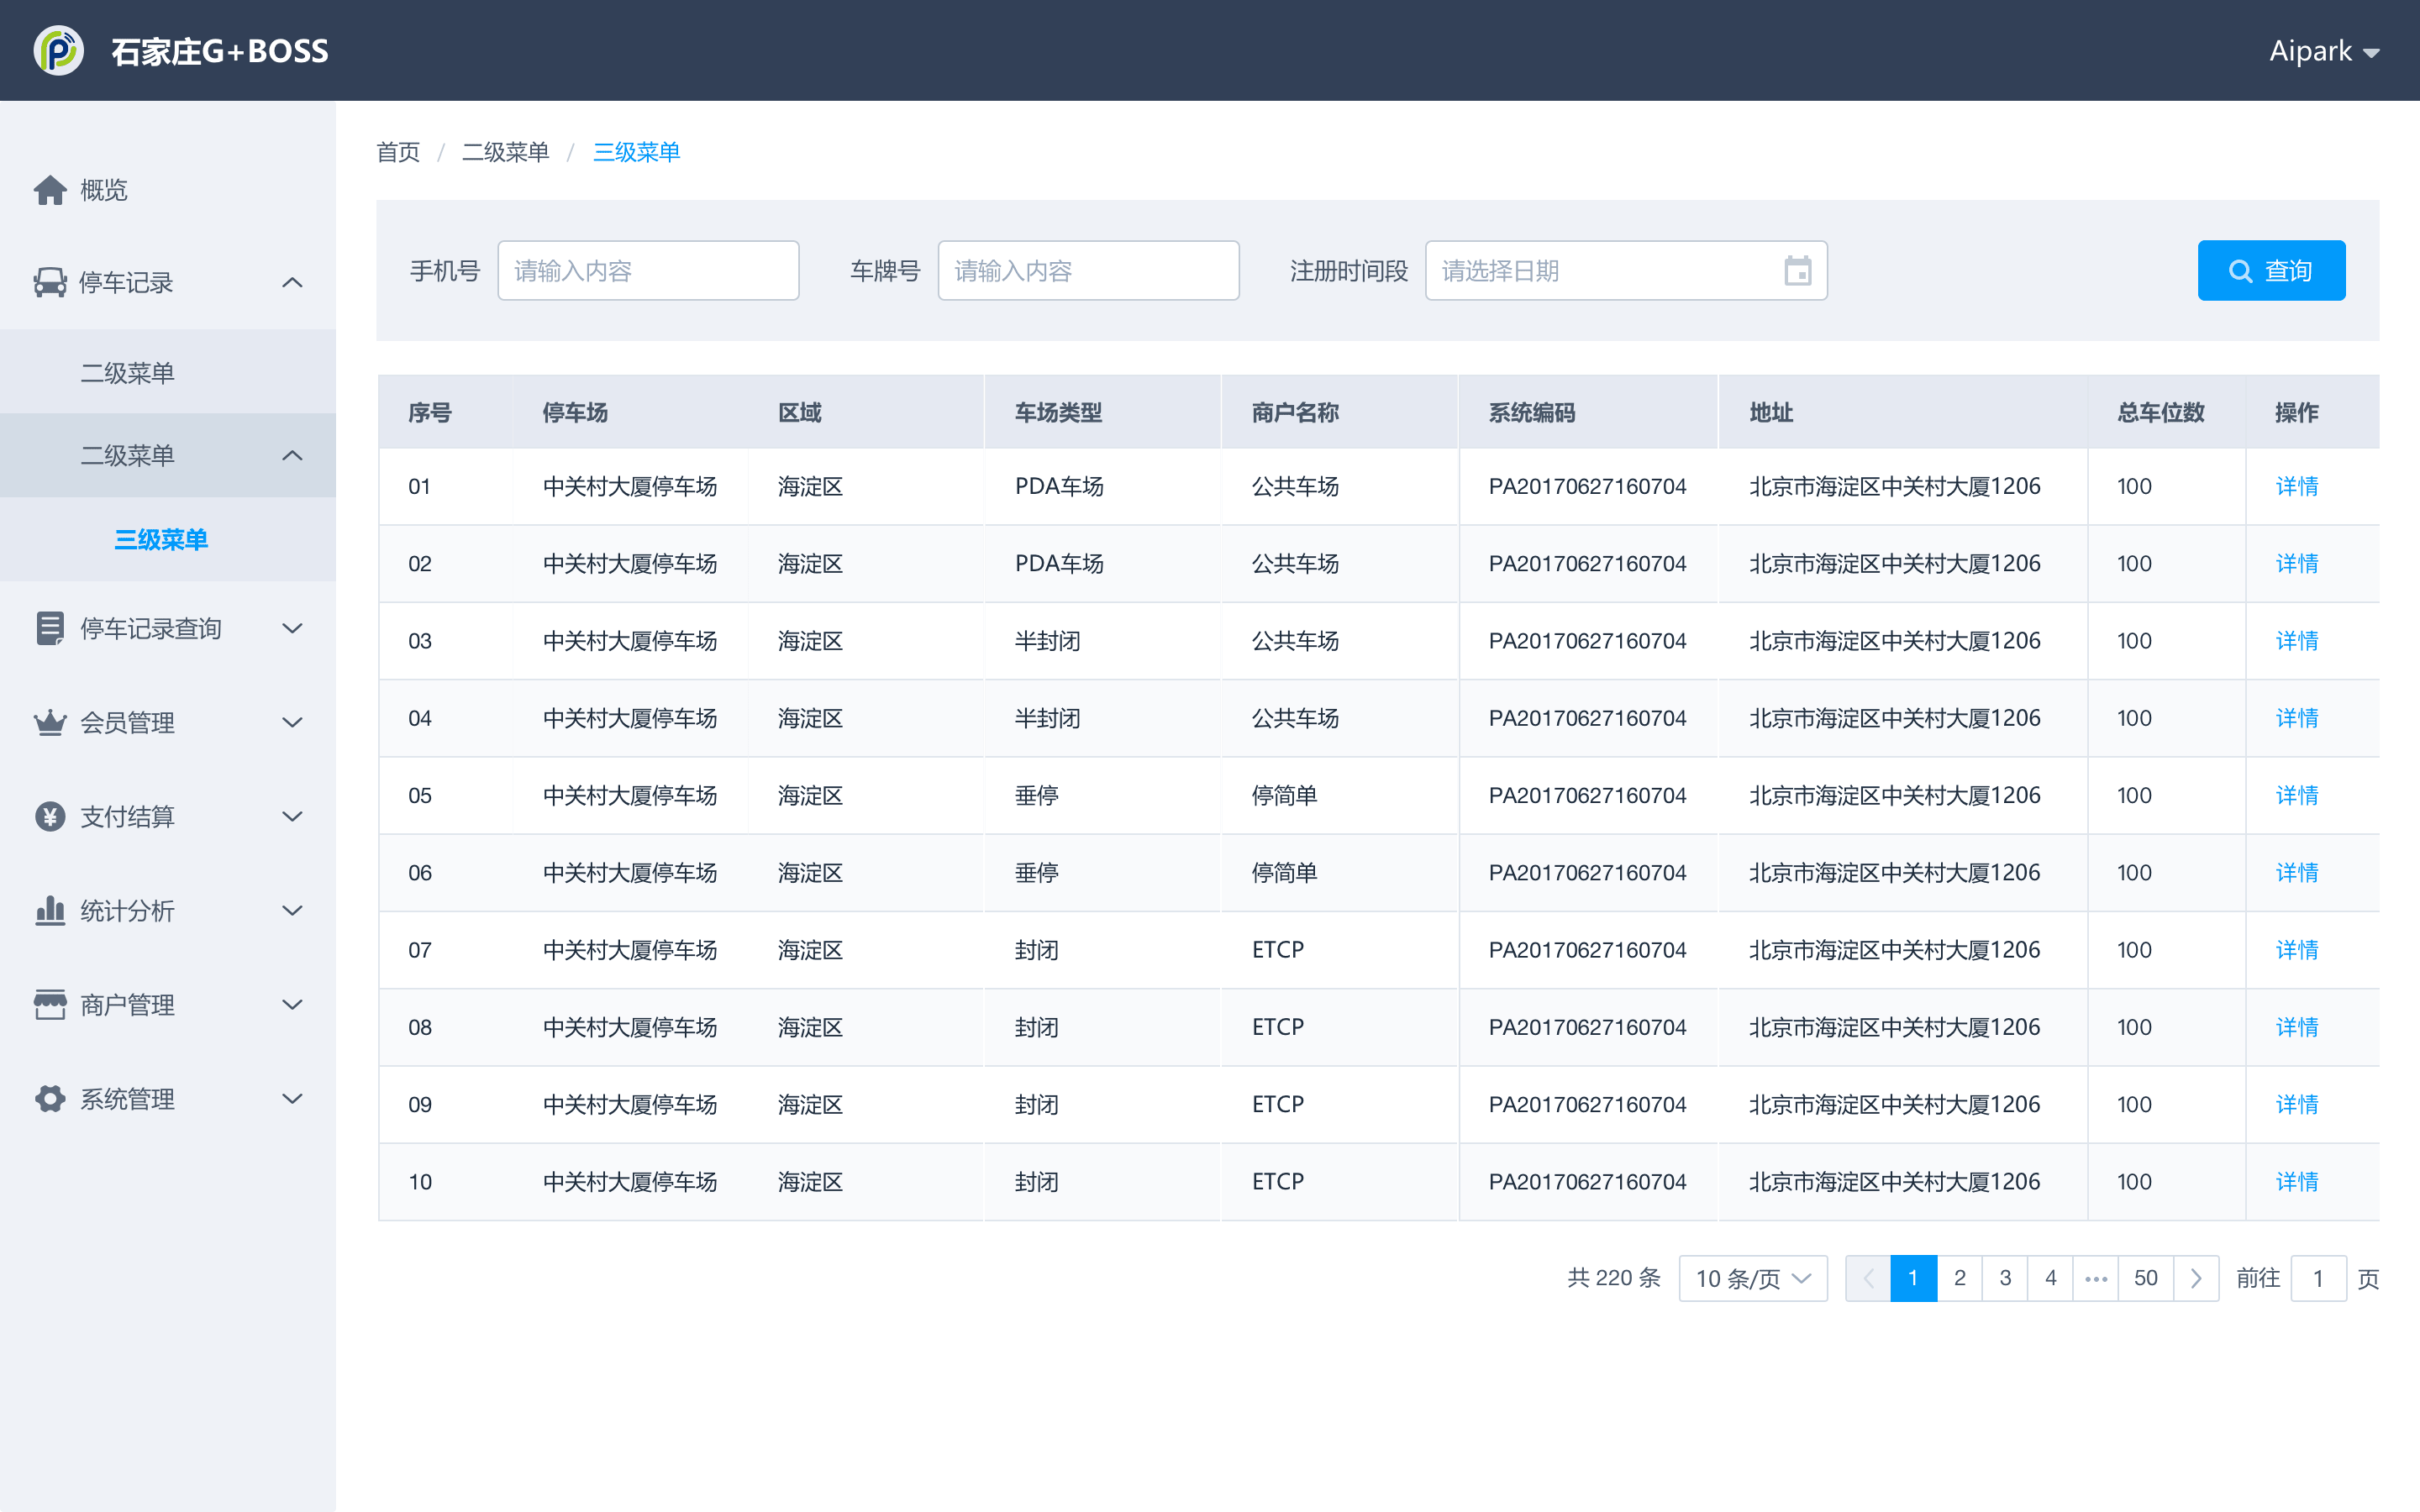 石家庄G+BOSS
Aipark
首页 / 二级菜单 / 三级菜单
概览
停车记录
二级菜单
二级菜单
三级菜单
停车记录查询
会员管理
支付结算
统计分析
商户管理
系统管理
手机号 请输入内容 车牌号 请输入内容 注册时间段 请选择日期 查询
序号 停车场 区域 车场类型 商户名称 系统编码 地址 总车位数 操作
01 中关村大厦停车场 海淀区 PDA车场 公共车场 PA20170627160704 北京市海淀区中关村大厦1206 100 详情
02 中关村大厦停车场 海淀区 PDA车场 公共车场 PA20170627160704 北京市海淀区中关村大厦1206 100 详情
03 中关村大厦停车场 海淀区 半封闭 公共车场 PA20170627160704 北京市海淀区中关村大厦1206 100 详情
04 中关村大厦停车场 海淀区 半封闭 公共车场 PA20170627160704 北京市海淀区中关村大厦1206 100 详情
05 中关村大厦停车场 海淀区 垂停 停简单 PA20170627160704 北京市海淀区中关村大厦1206 100 详情
06 中关村大厦停车场 海淀区 垂停 停简单 PA20170627160704 北京市海淀区中关村大厦1206 100 详情
07 中关村大厦停车场 海淀区 封闭 ETCP PA20170627160704 北京市海淀区中关村大厦1206 100 详情
08 中关村大厦停车场 海淀区 封闭 ETCP PA20170627160704 北京市海淀区中关村大厦1206 100 详情
09 中关村大厦停车场 海淀区 封闭 ETCP PA20170627160704 北京市海淀区中关村大厦1206 100 详情
10 中关村大厦停车场 海淀区 封闭 ETCP PA20170627160704 北京市海淀区中关村大厦1206 100 详情
共 220 条 10 条/页 1 2 3 4 ••• 50 前往 1 页